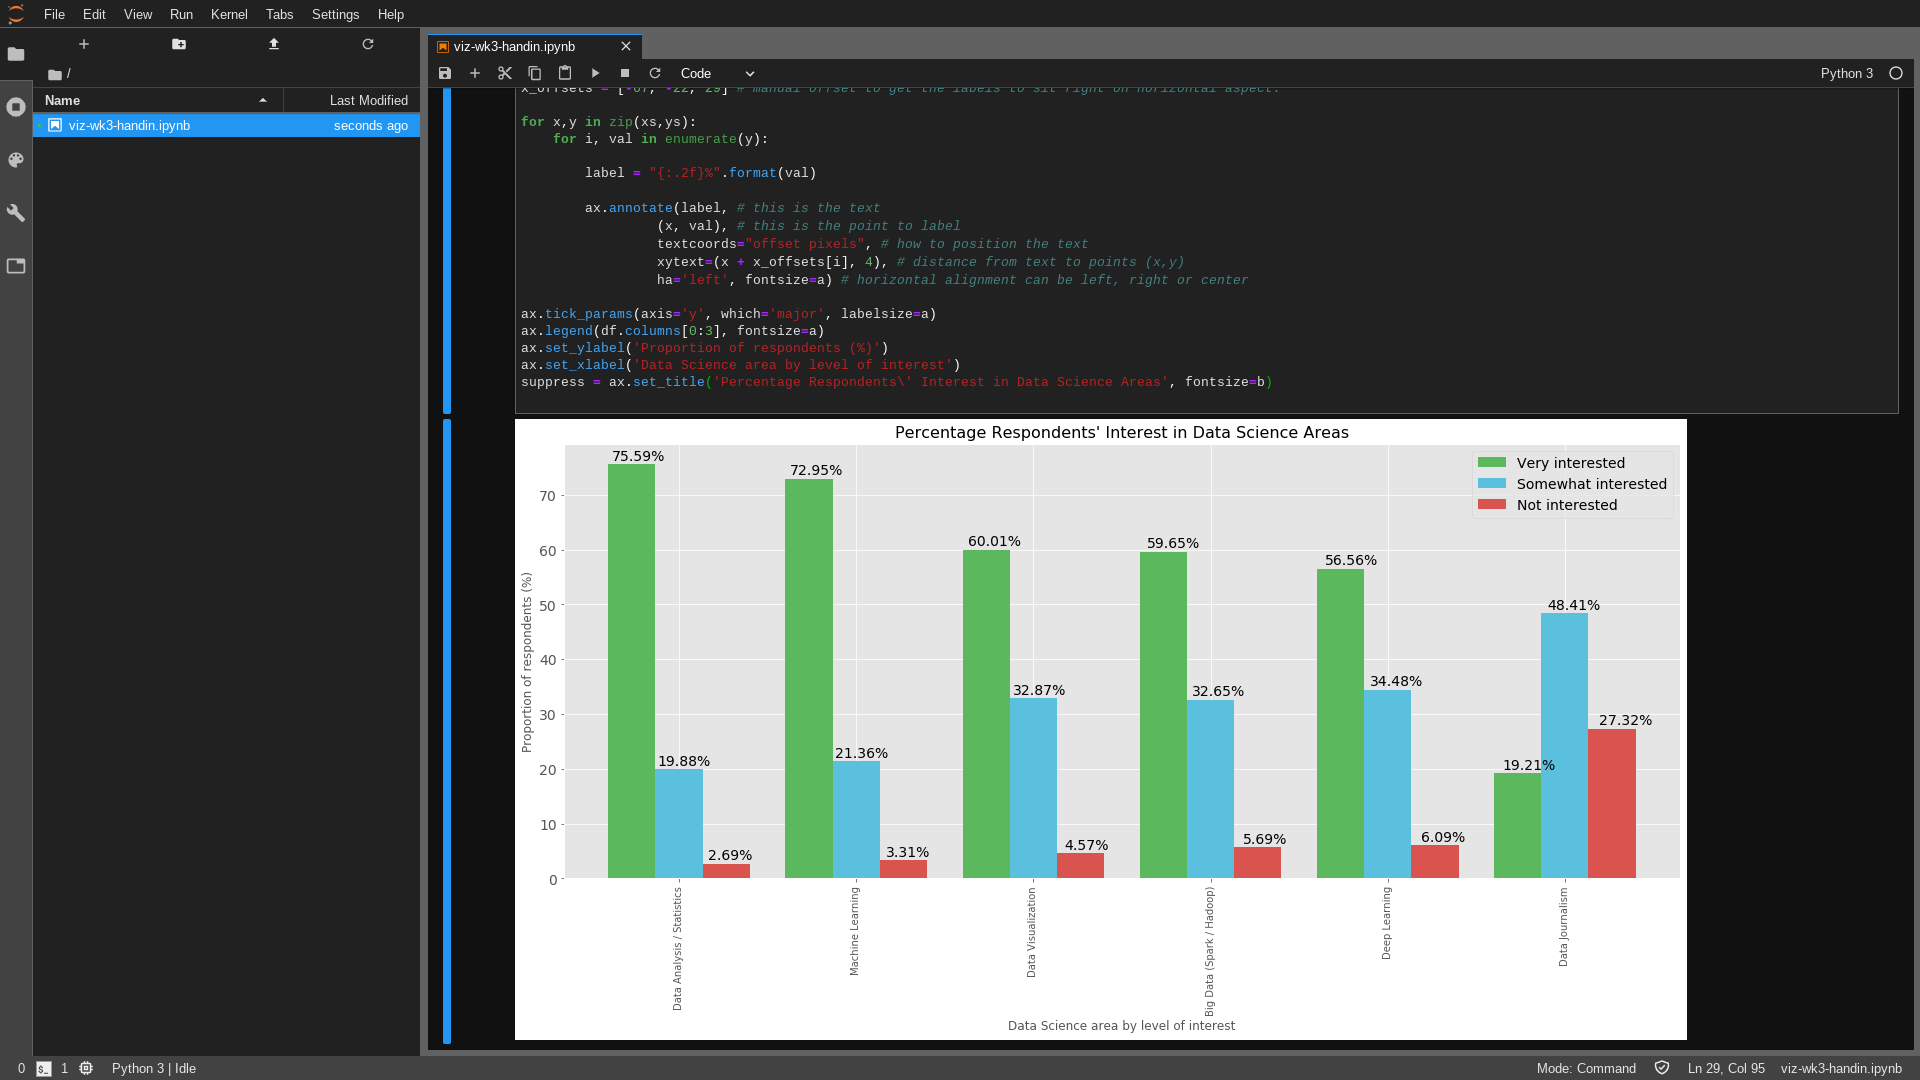 File Edit View Run Kernel Tabs Settings Help
viz-wk3-handin.ipynb
/
Code
Python 3
Name Last Modified
viz-wk3-handin.ipynb seconds ago
x_offsets = [-67, -22, 29] # manual offset to get the labels to sit right on horizontal aspect.
for x,y in zip(xs,ys):
for i, val in enumerate(y):
label = "{:.2f}%".format(val)
ax.annotate(label, # this is the text
(x, val), # this is the point to label
textcoords="offset pixels", # how to position the text
xytext=(x + x_offsets[i], 4), # distance from text to points (x,y)
ha='left', fontsize=a) # horizontal alignment can be left, right or center
ax.tick_params(axis='y', which='major', labelsize=a)
ax.legend(df.columns[0:3], fontsize=a)
ax.set_ylabel('Proportion of respondents (%)')
ax.set_xlabel('Data Science area by level of interest')
suppress = ax.set_title('Percentage Respondents\' Interest in Data Science Areas', fontsize=b)
Percentage Respondents' Interest in Data Science Areas
Very interested
Somewhat interested
Not interested
Proportion of respondents (%)
70
60
50
40
30
20
10
0
75.59%
19.88%
2.69%
72.95%
21.36%
3.31%
60.01%
32.87%
4.57%
59.65%
32.65%
5.69%
56.56%
34.48%
6.09%
19.21%
48.41%
27.32%
Data Analysis / Statistics
Machine Learning
Data Visualization
Big Data (Spark / Hadoop)
Deep Learning
Data Journalism
Data Science area by level of interest
0 $_ 1 Python 3 | Idle
Mode: Command Ln 29, Col 95 viz-wk3-handin.ipynb